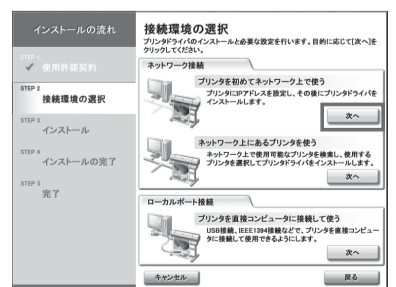 インストールの流れ
STEP 1
使用許諾契約
STEP 2
接続環境の選択
STEP 3
インストール
STEP 4
インストールの完了
STEP 5
完了
接続環境の選択
プリンタドライバのインストールと必要な設定を行います。目的に応じて[次へ]を
クリックしてください。
ネットワーク接続
プリンタを初めてネットワーク上で使う
プリンタにIPアドレスを設定し、その後にプリンタドライバを
インストールします。
次へ
ネットワーク上にあるプリンタを使う
ネットワーク上で使用可能なプリンタを検索し、使用する
プリンタを選択してプリンタドライバをインストールします。
次へ
ローカルポート接続
プリンタを直接コンピュータに接続して使う
USB接続、IEEE1394接続などで、プリンタを直接コンピュー
タに接続して使用できるようにします。
次へ
キャンセル
戻る